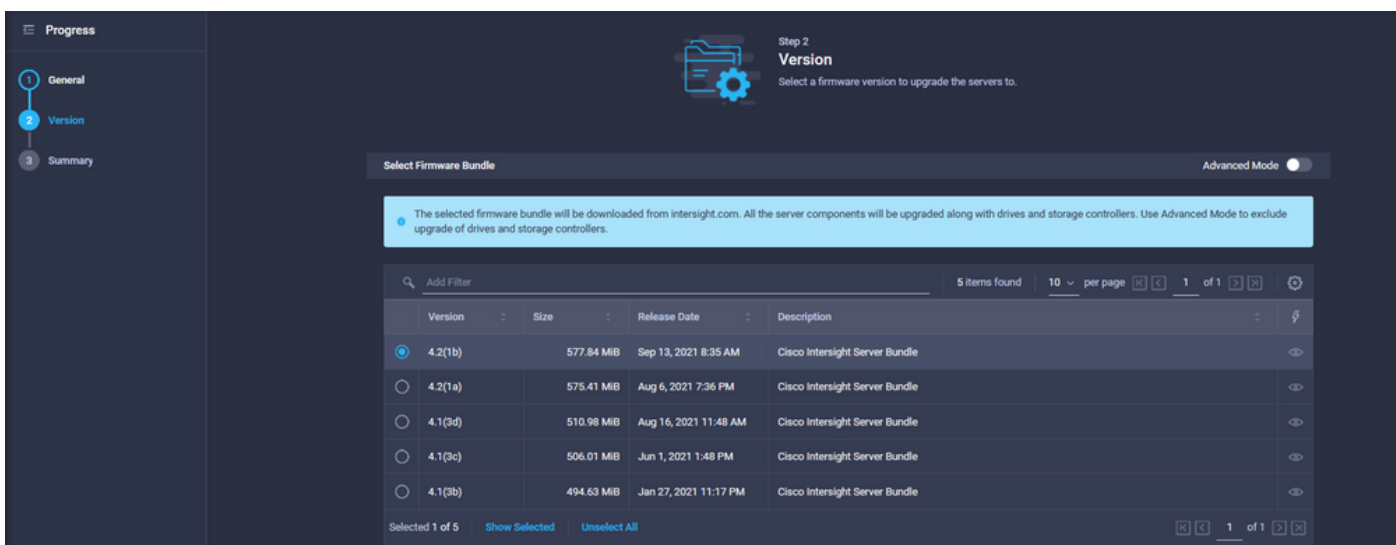 Progress
1 General
2 Version
3 Summary
Step 2
Version
Select a firmware version to upgrade the servers to.
Select Firmware Bundle Advanced Mode
The selected firmware bundle will be downloaded from intersight.com. All the server components will be upgraded along with drives and storage controllers. Use Advanced Mode to exclude
upgrade of drives and storage controllers.
Add Filter 5 items found 10 per page 1 of 1
Version Size Release Date Description
4.2(1b) 577.84 MiB Sep 13, 2021 8:35 AM Cisco Intersight Server Bundle
4.2(1a) 575.41 MiB Aug 6, 2021 7:36 PM Cisco Intersight Server Bundle
4.1(3d) 510.98 MiB Aug 16, 2021 11:48 AM Cisco Intersight Server Bundle
4.1(3c) 506.01 MiB Jun 1, 2021 1:48 PM Cisco Intersight Server Bundle
4.1(3b) 494.63 MiB Jan 27, 2021 11:17 PM Cisco Intersight Server Bundle
Selected 1 of 5 Show Selected Unselect All 1 of 1